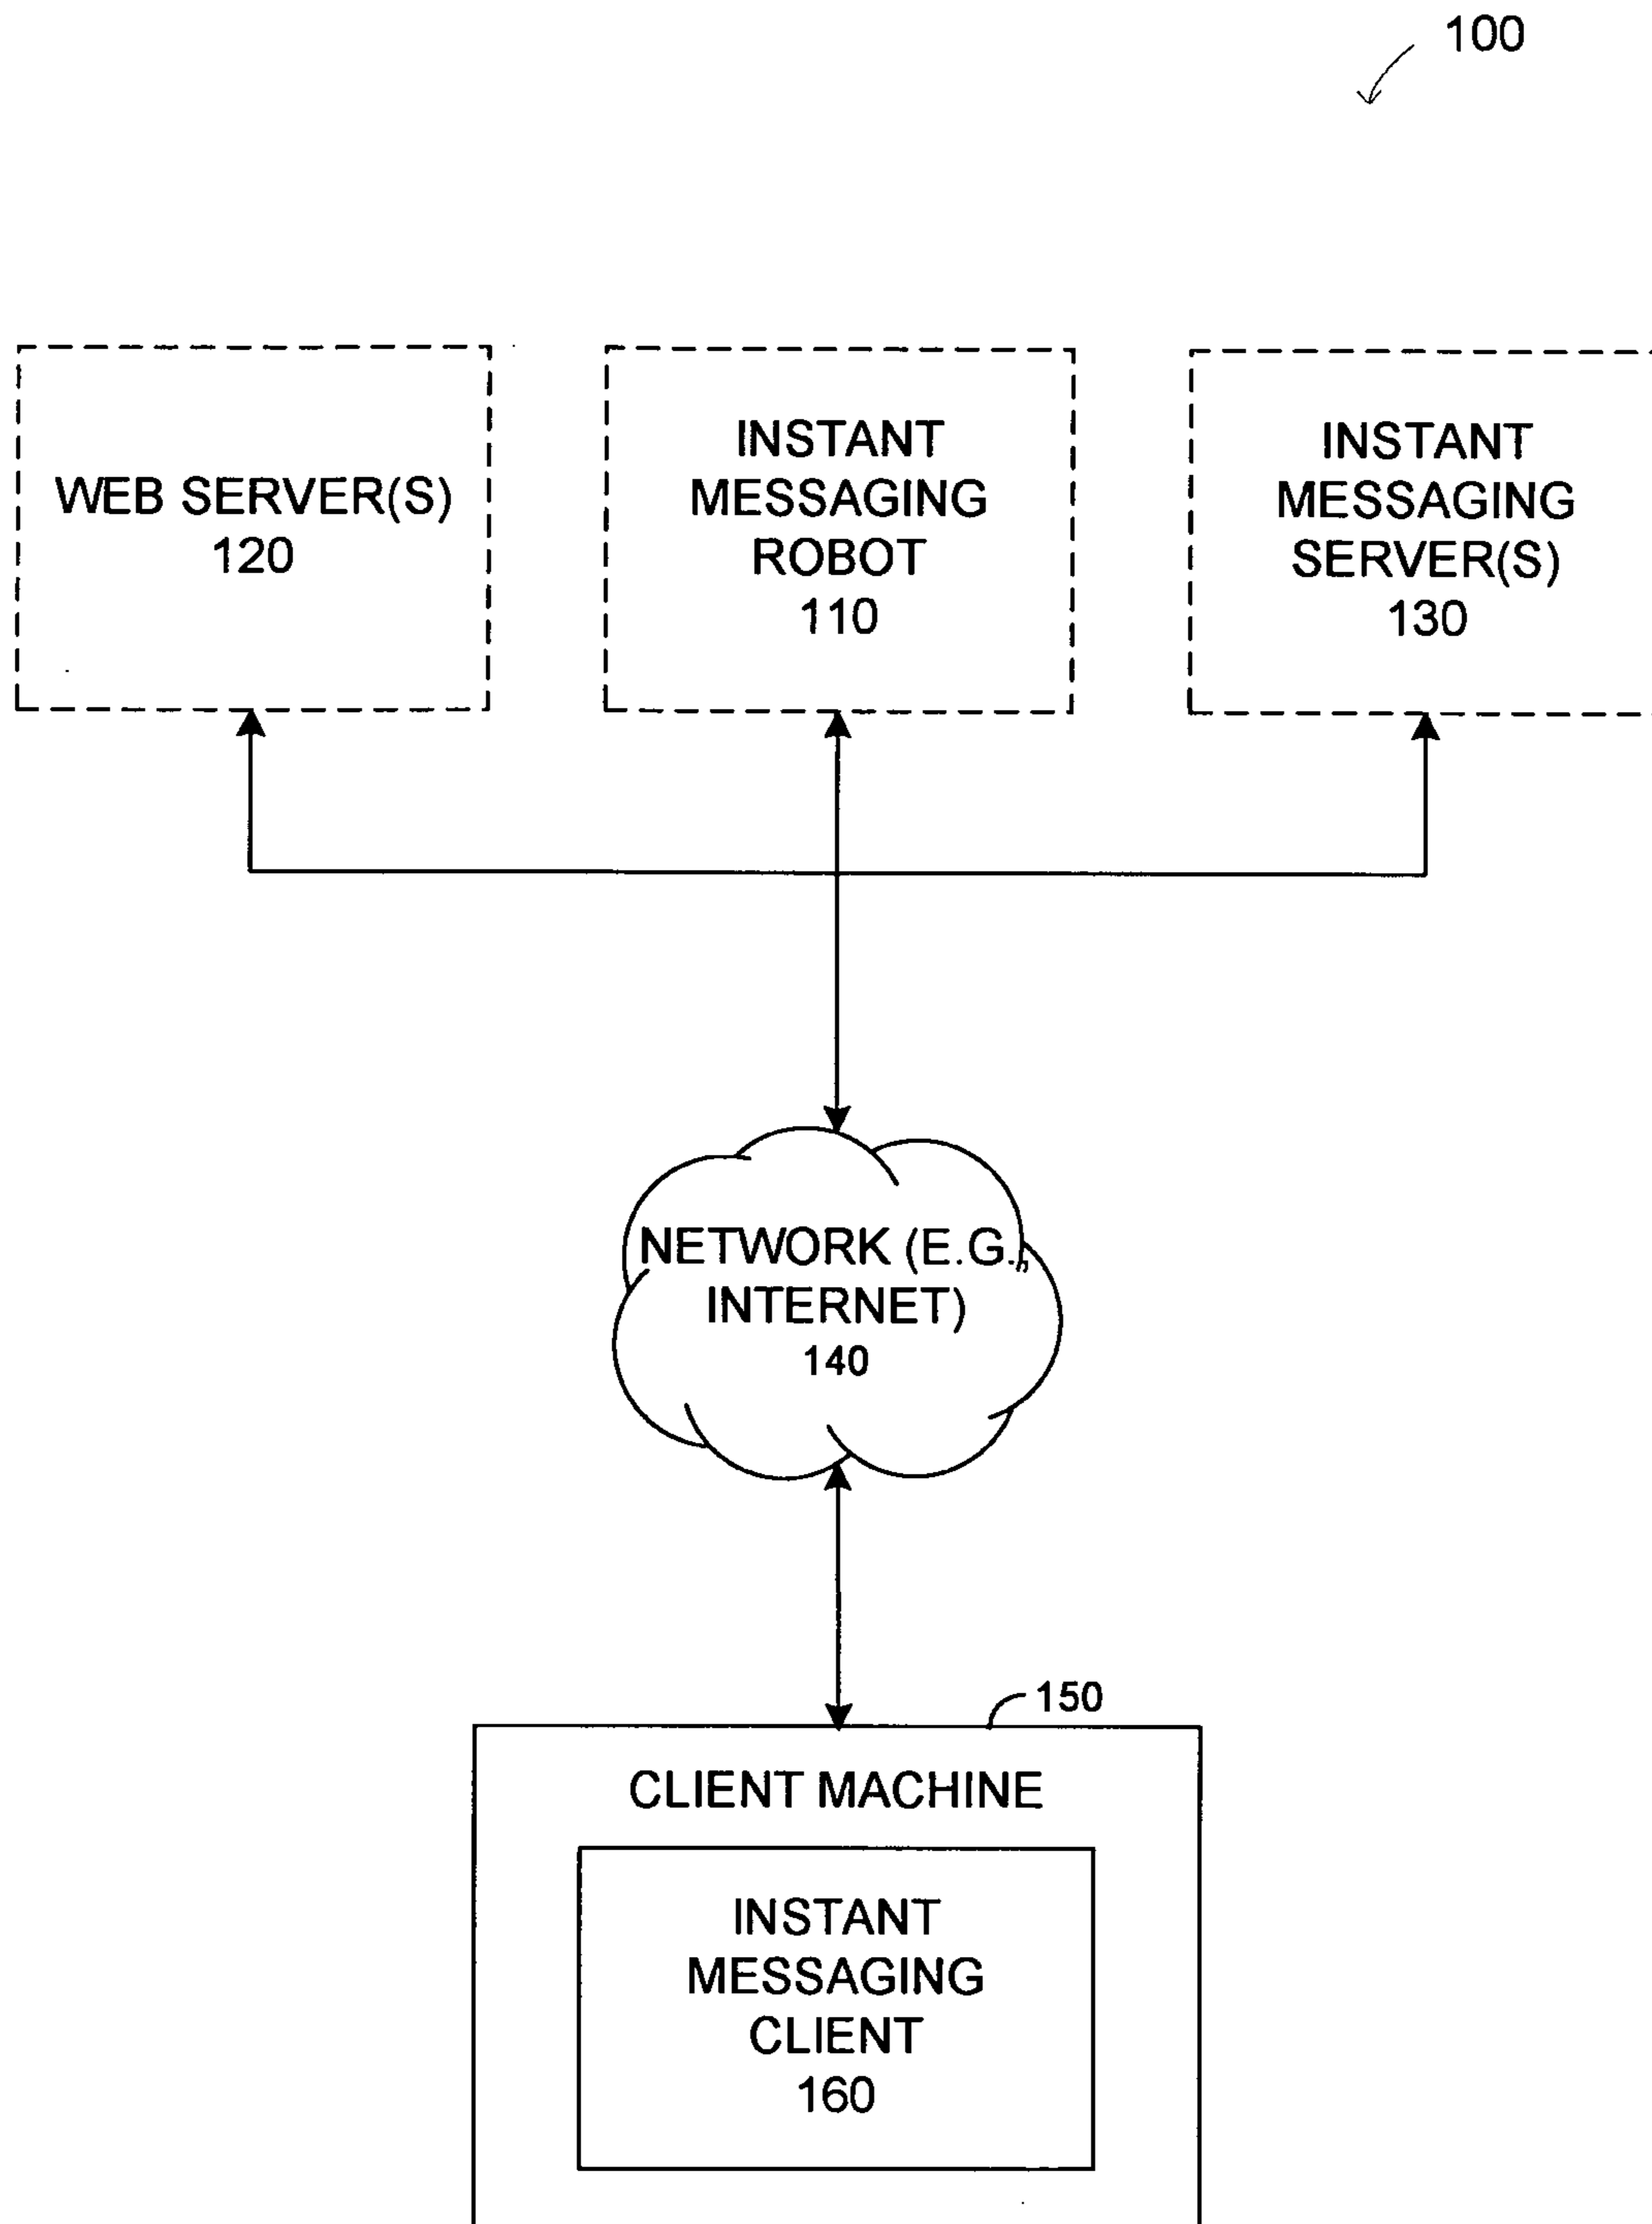 100
WEB SERVER(S)
120
INSTANT
MESSAGING
ROBOT
110
INSTANT
MESSAGING
SERVER(S)
130
NETWORK (E.G.,
INTERNET)
140
150
CLIENT MACHINE
INSTANT
MESSAGING
CLIENT
160